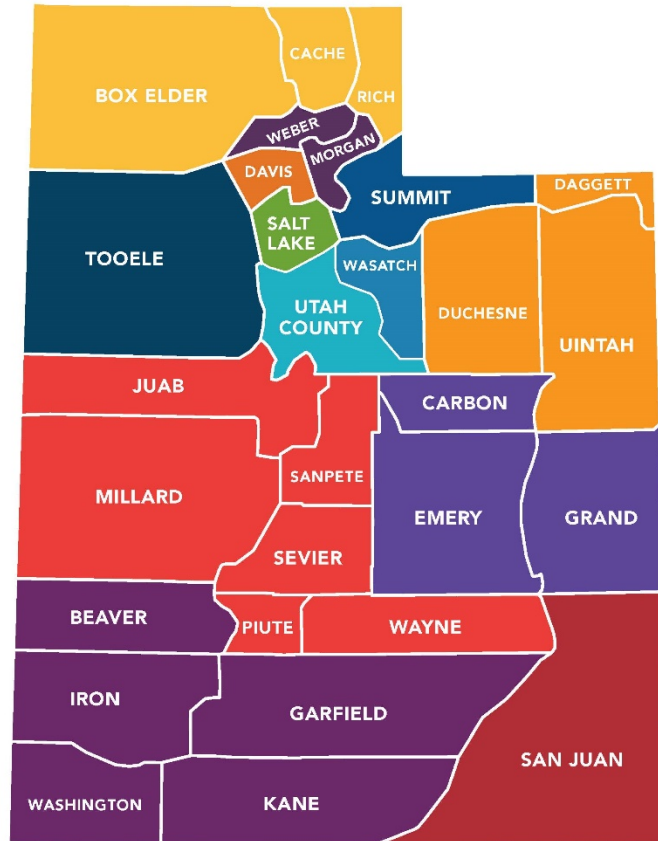 CACHE
BOX ELDER
RICH
WEBER
MORGAN
DAVIS
SUMMIT
DAGGETT
SALT
LAKE
TOOELE
WASATCH
UTAH
COUNTY
DUCHESNE
UINTAH
JUAB
CARBON
SANPETE
MILLARD
EMERY
GRAND
SEVIER
BEAVER
PIUTE
WAYNE
IRON
GARFIELD
SAN JUAN
WASHINGTON
KANE